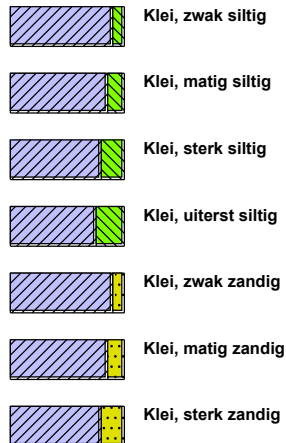 Klei, zwak siltig
Klei, matig siltig
Klei, sterk siltig
Klei, uiterst siltig
Klei, zwak zandig
Klei, matig zandig
Klei, sterk zandig